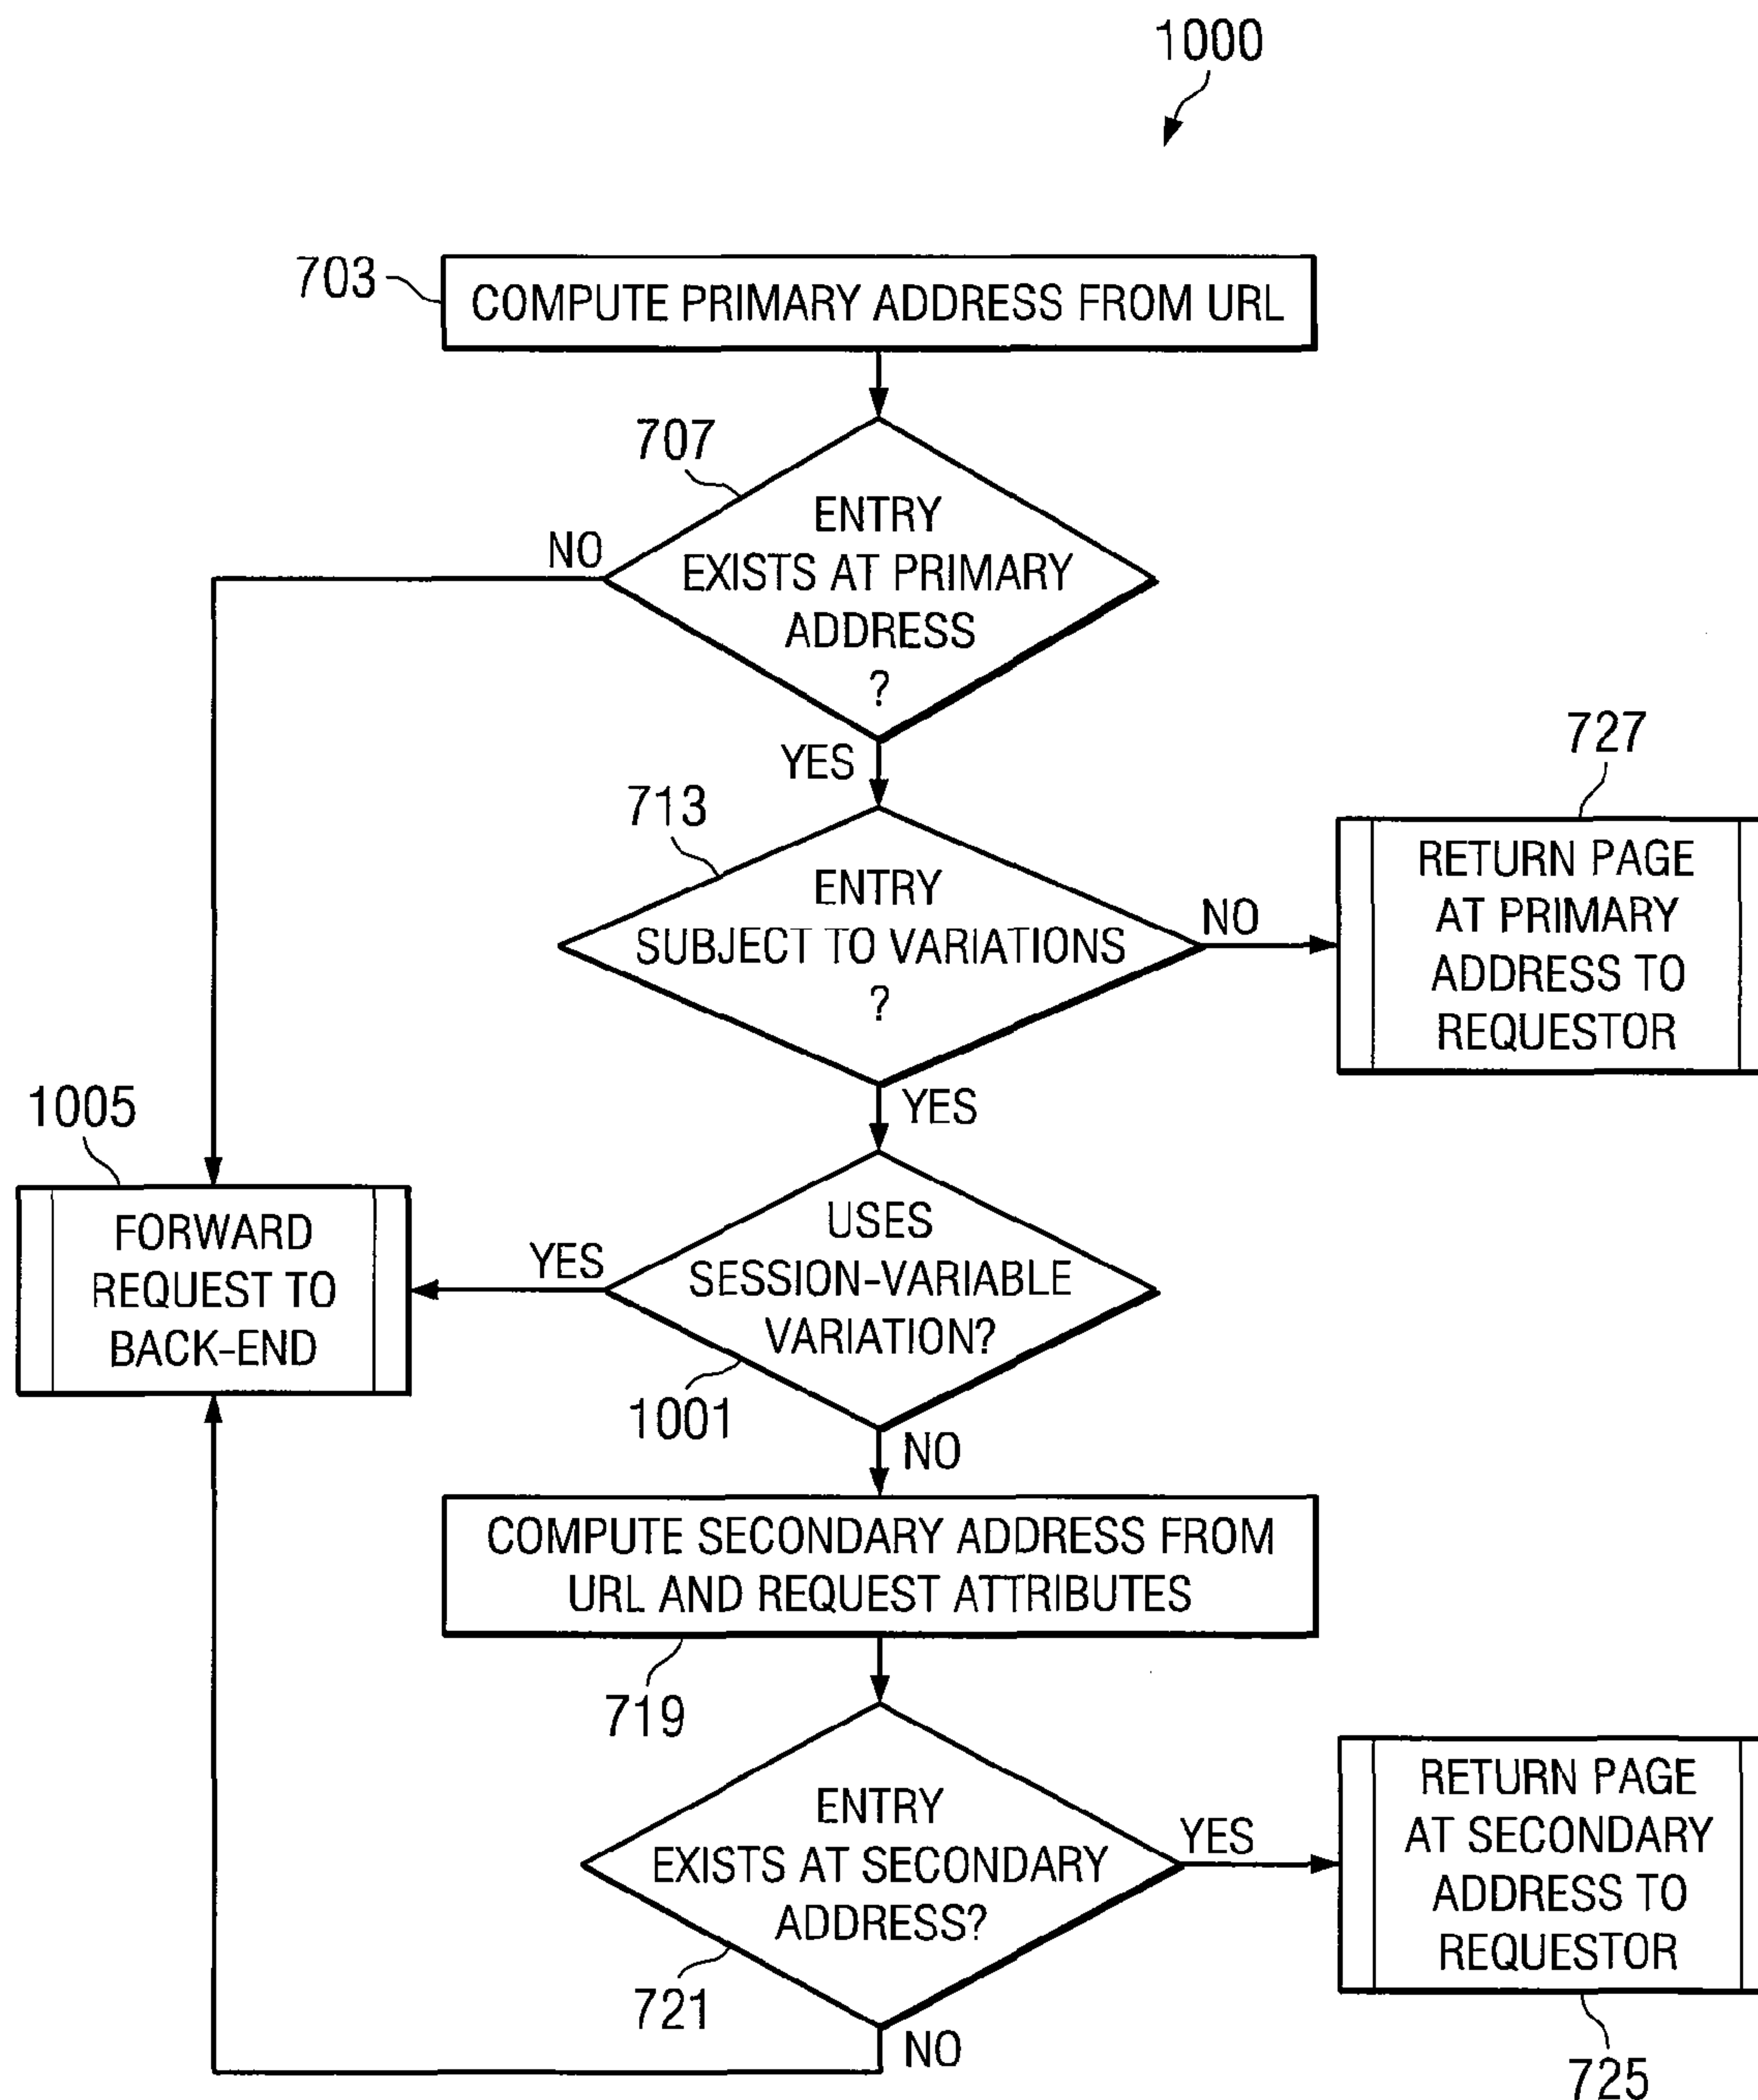 1000
703
COMPUTE PRIMARY ADDRESS FROM URL
707
ENTRY
EXISTS AT PRIMARY
ADDRESS
?
NO
YES
713
ENTRY
SUBJECT TO VARIATIONS
?
NO
727
RETURN PAGE
AT PRIMARY
ADDRESS TO
REQUESTOR
YES
1005
FORWARD
REQUEST TO
BACK-END
YES
USES
SESSION-VARIABLE
VARIATION?
1001
NO
COMPUTE SECONDARY ADDRESS FROM
URL AND REQUEST ATTRIBUTES
719
ENTRY
EXISTS AT SECONDARY
ADDRESS?
721
YES
RETURN PAGE
AT SECONDARY
ADDRESS TO
REQUESTOR
725
NO